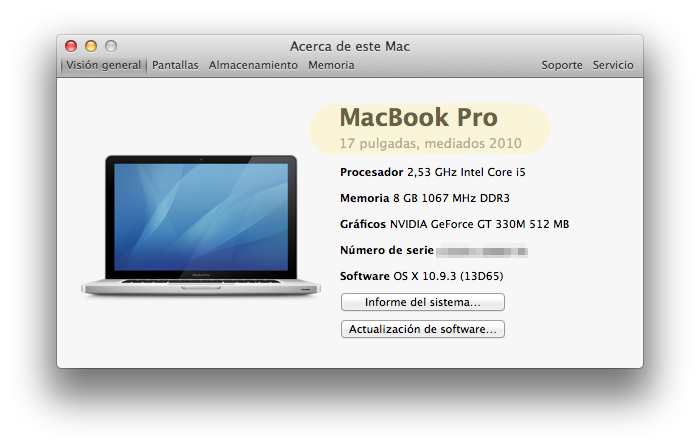 Acerca de este Mac
Visión general Pantallas Almacenamiento Memoria Soporte Servicio
MacBook Pro
17 pulgadas, mediados 2010
Procesador 2,53 GHz Intel Core i5
Memoria 8 GB 1067 MHz DDR3
Gráficos NVIDIA GeForce GT 330M 512 MB
Número de serie
Software OS X 10.9.3 (13D65)
Informe del sistema...
Actualización de software...